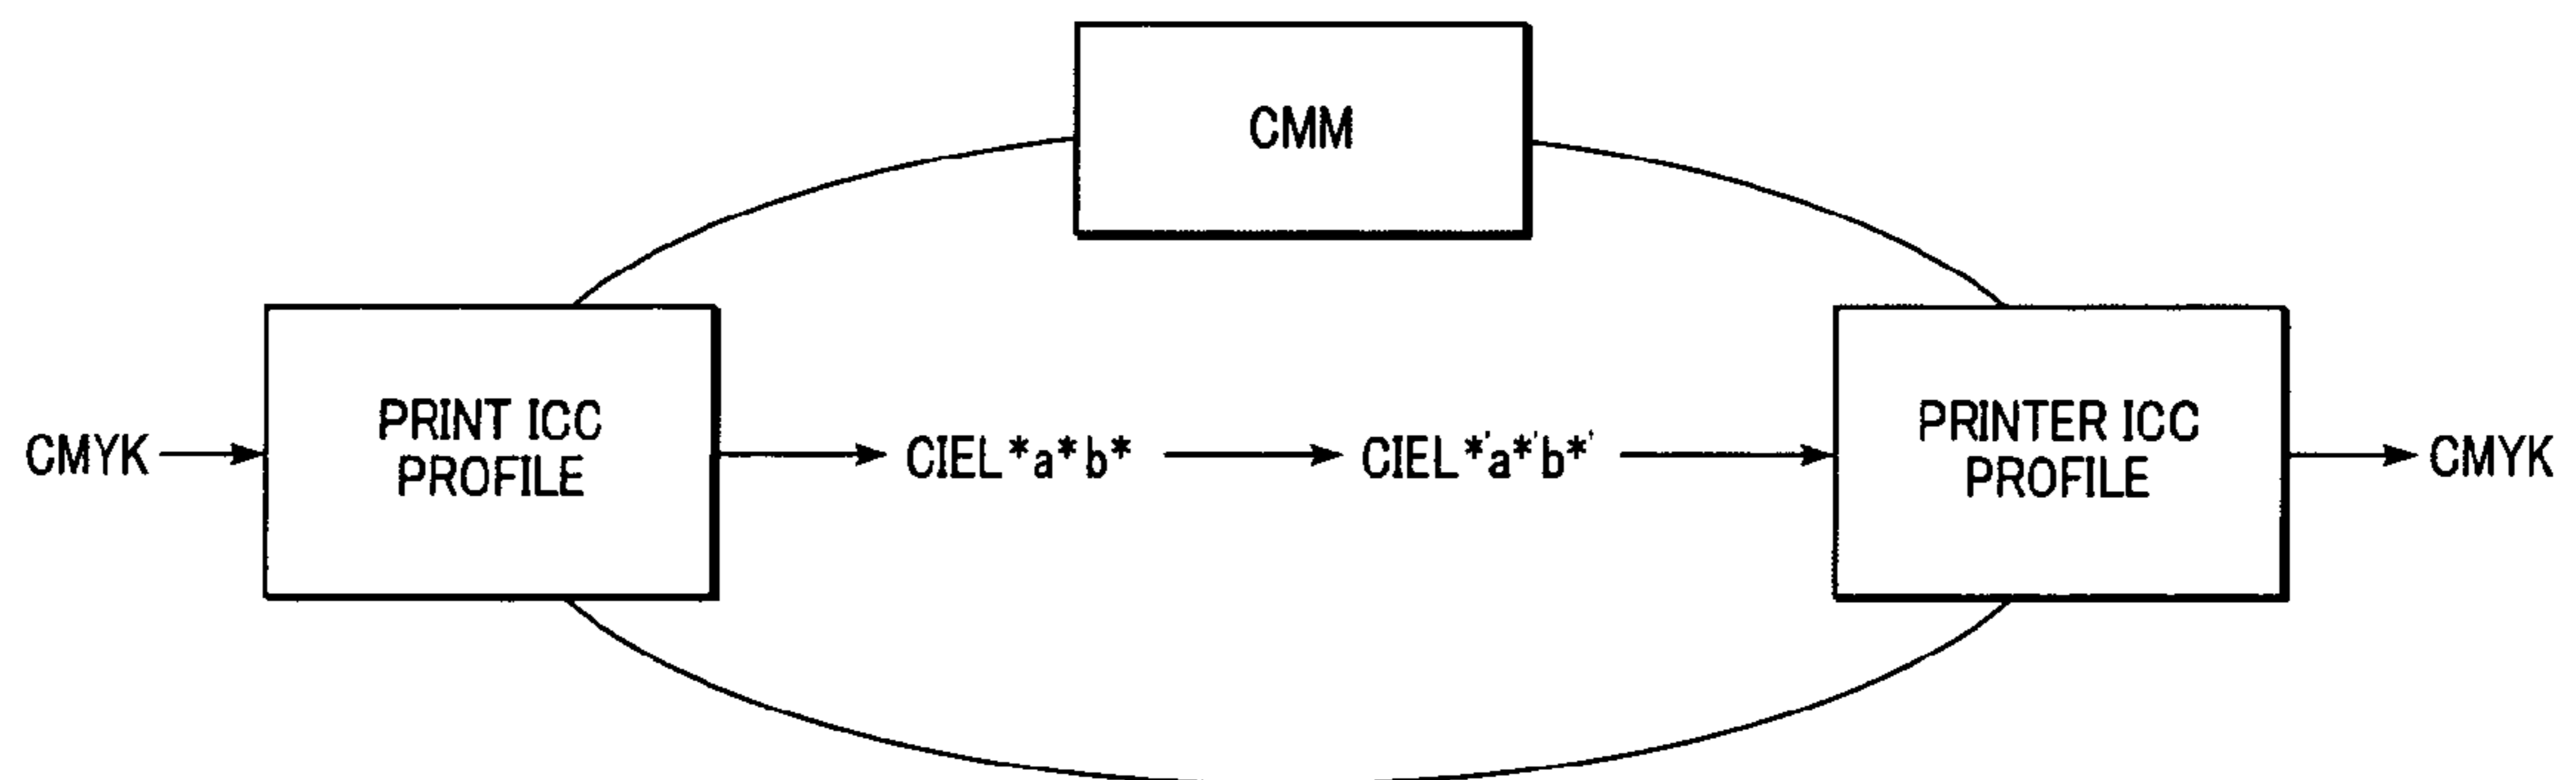 CMM
CMYK
PRINT ICC
PROFILE
CIEL*a*b*
CIEL*'a*'b*'
PRINTER ICC
PROFILE
CMYK